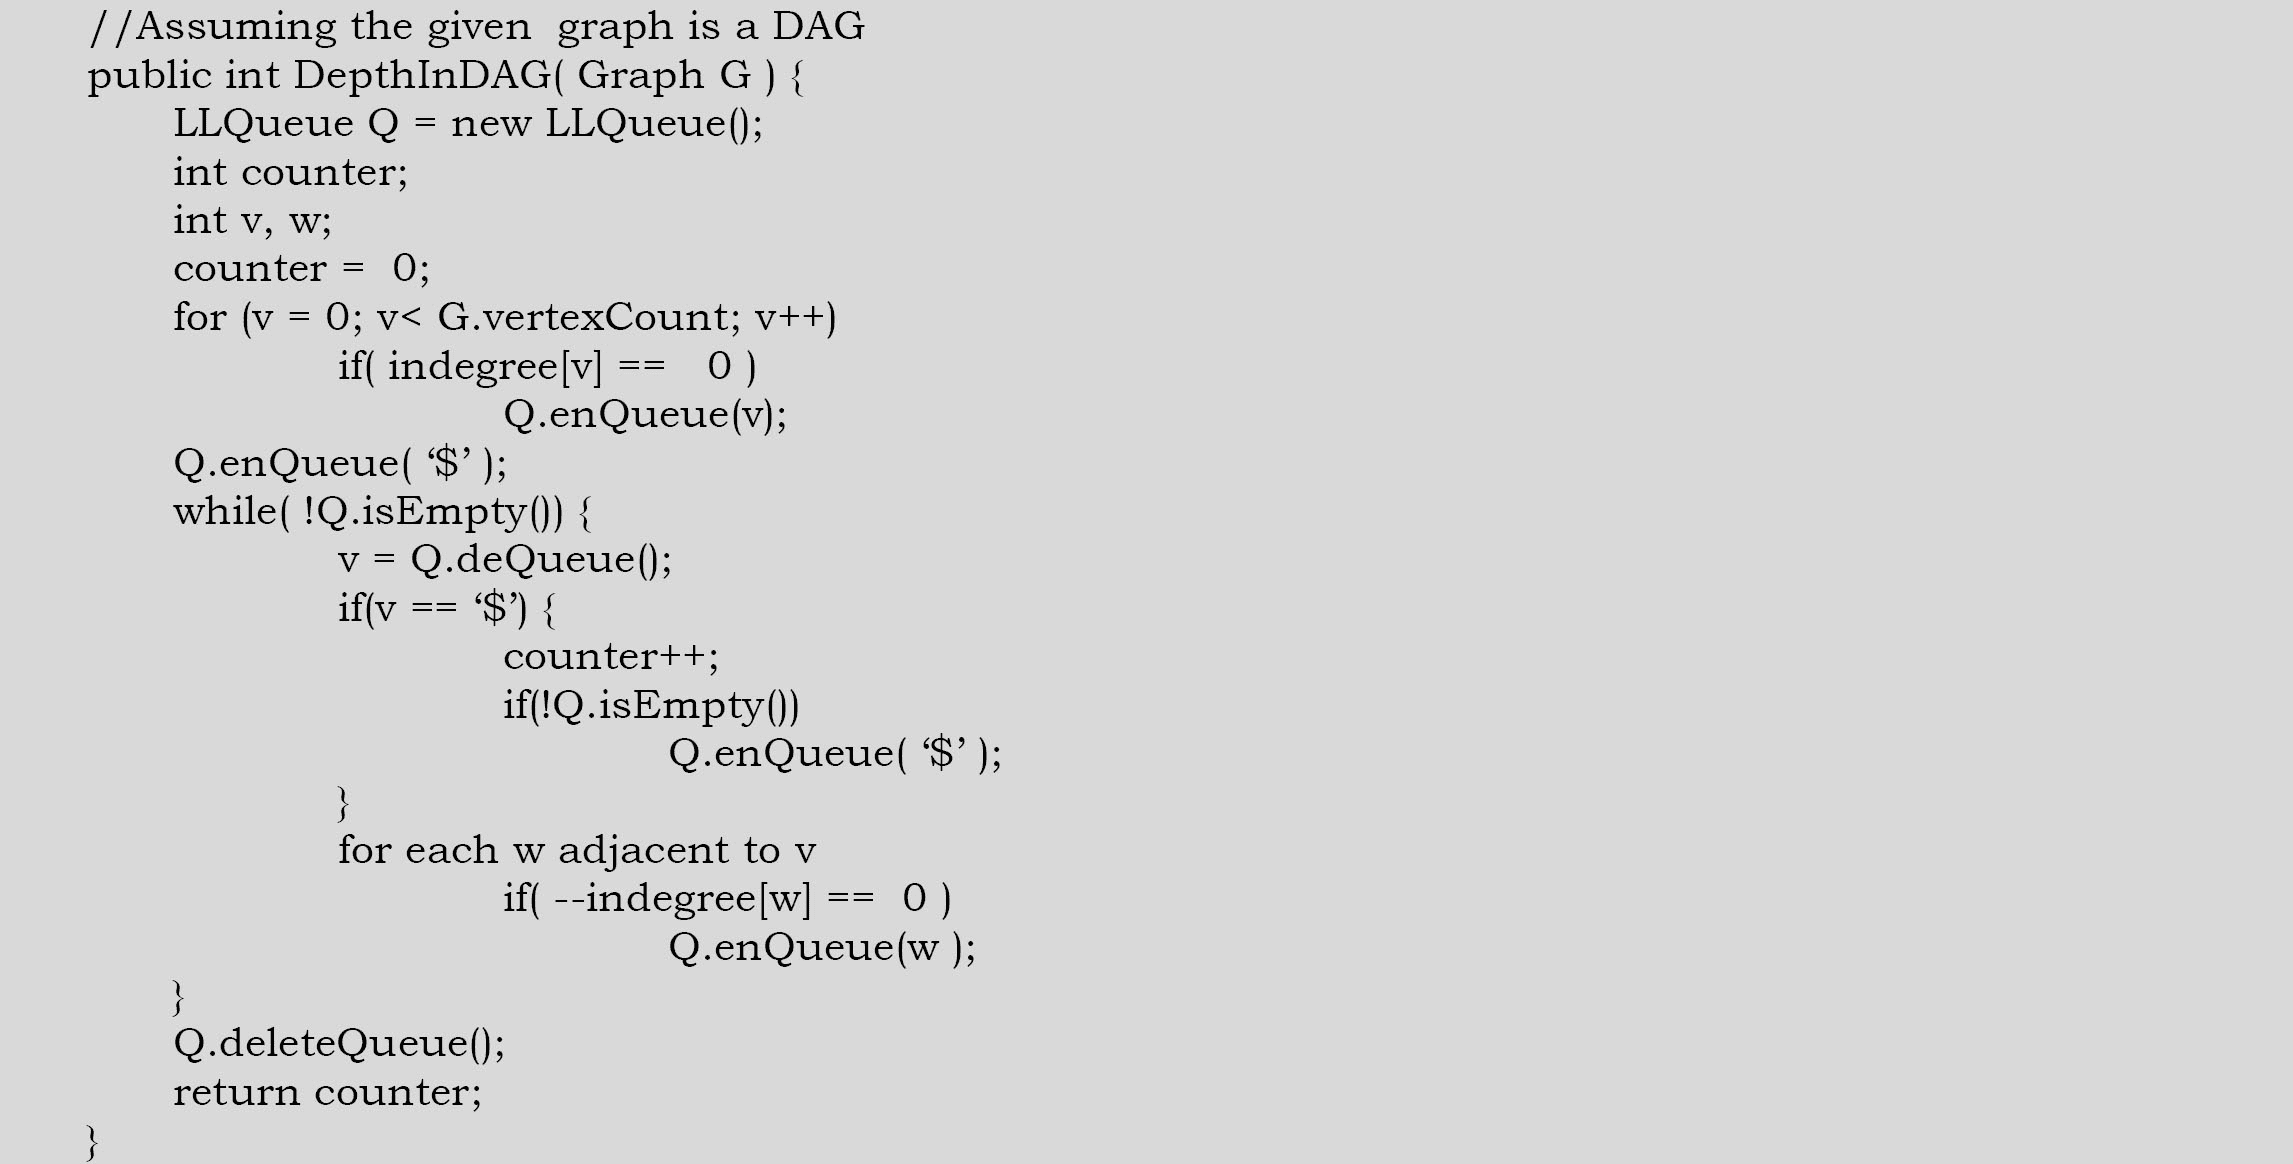 //Assuming the given  graph is a DAG
public int DepthInDAG( Graph G ) {
LLQueue Q = new LLQueue();
int counter;
int v, w;
counter =  0;
for (v = 0; v< G.vertexCount; v++)
if( indegree[v] ==   0 )
Q.enQueue(v);
Q.enQueue( ‘$’ );
while( !Q.isEmpty()) {
v = Q.deQueue();
if(v == ‘$’) {
counter++;
if(!Q.isEmpty())
Q.enQueue( ‘$’ );
}
for each w adjacent to v
if( --indegree[w] ==  0 )
Q.enQueue(w );
}
Q.deleteQueue();
return counter;
}